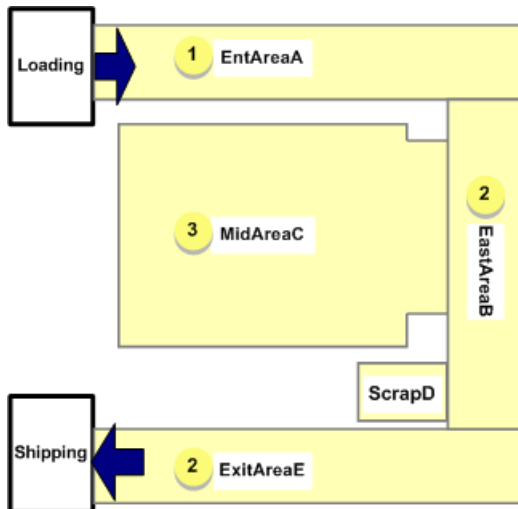 Loading
1 EntAreaA
2
EastAreaB
3 MidAreaC
ScrapD
Shipping
2 ExitAreaE